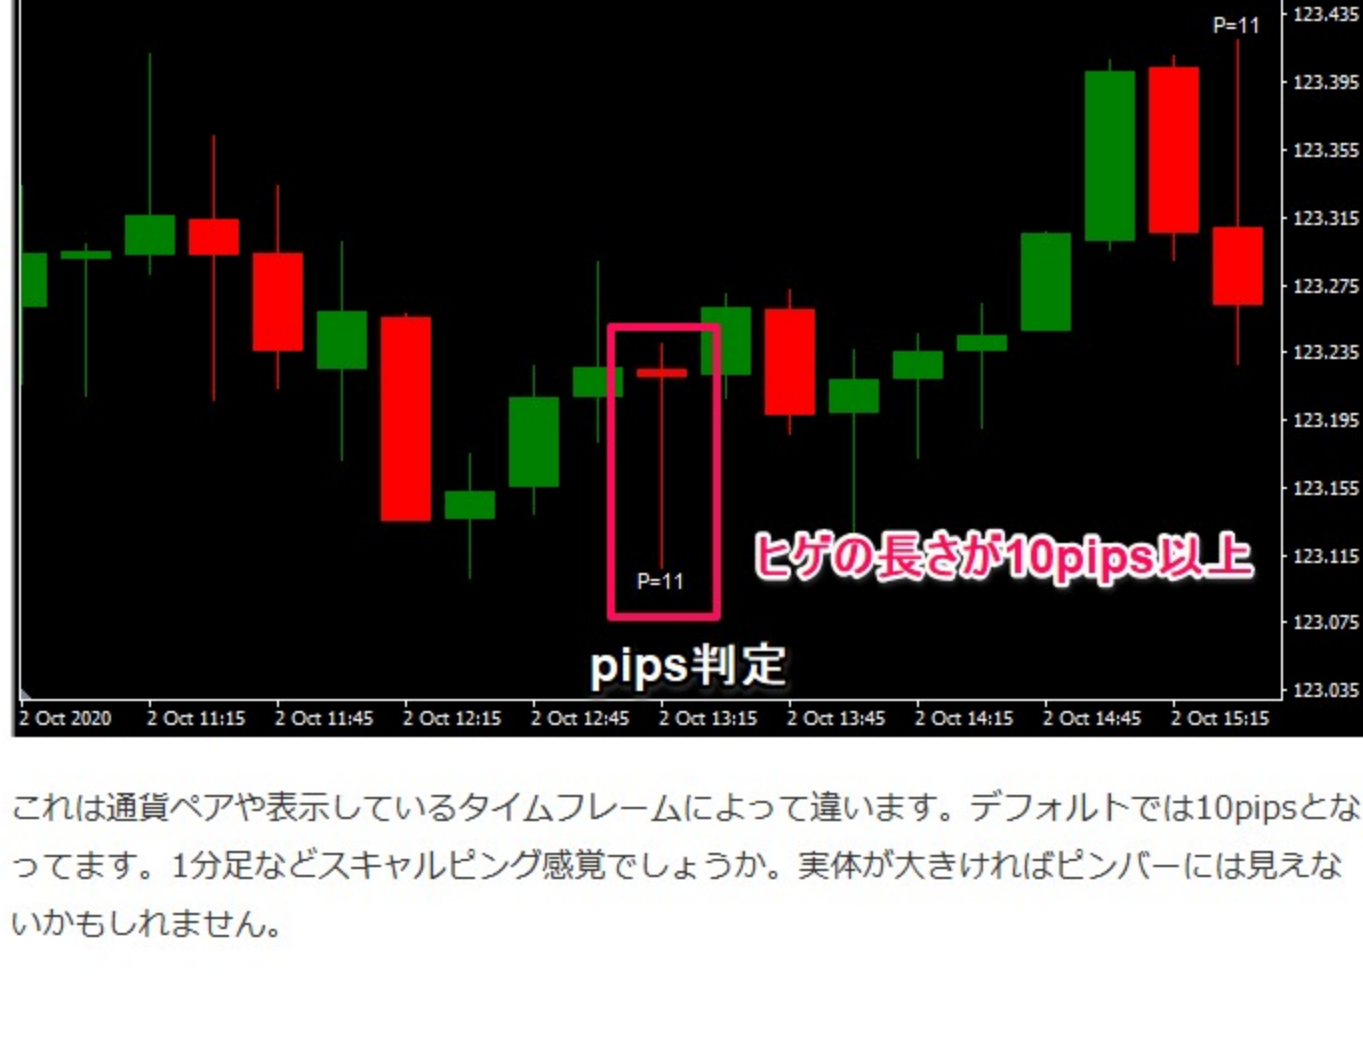 P=11
123.435
123.395
123.355
123.315
123.275
123.235
123.195
123.155
123.115
123.075
123.035
P=11
ヒゲの長さが10pips以上
pips判定
2 Oct 2020
2 Oct 11:15
2 Oct 11:45
2 Oct 12:15
2 Oct 12:45
2 Oct 13:15
2 Oct 13:45
2 Oct 14:15
2 Oct 14:45
2 Oct 15:15
これは通貨ペアや表示しているタイムフレームによって違います。デフォルトでは10pipsとな
ってます。1分足などスキャルピング感覚でしょうか。実体が大きければピンバーには見えな
いかもしれません。